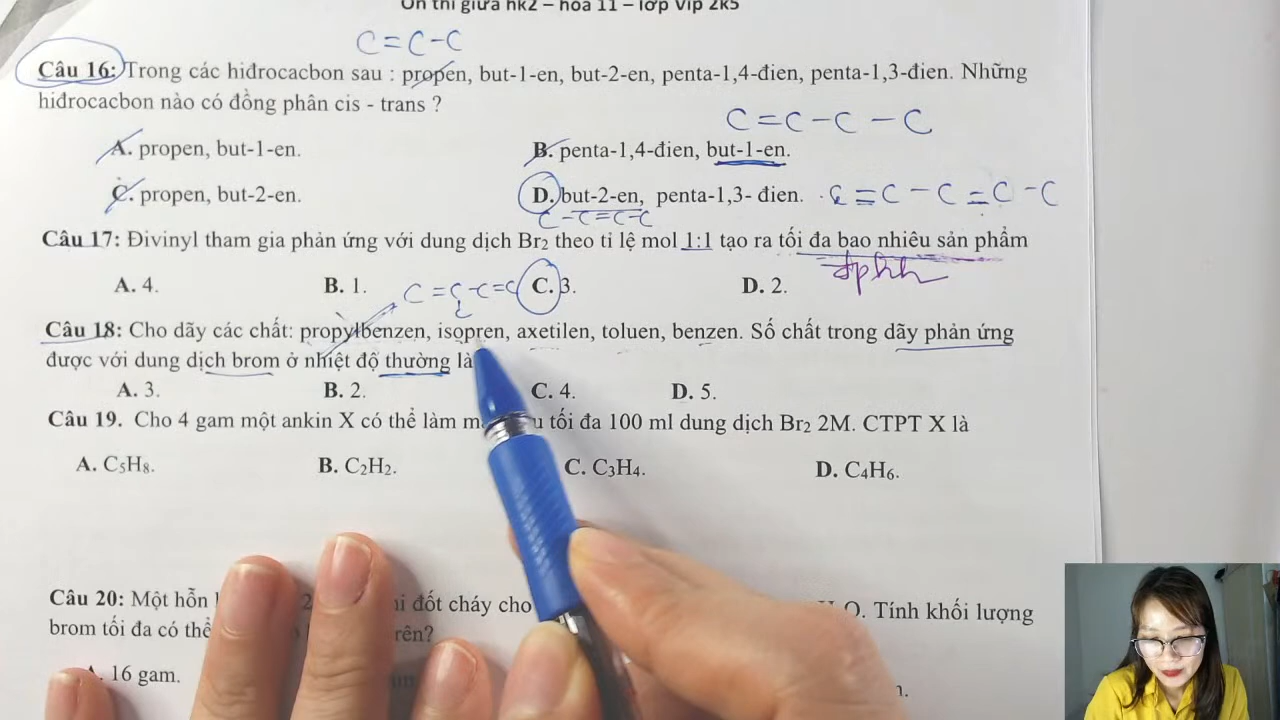 Ôn thi giữa hk2 – hóa 11 – lớp Vip 2k5
C=C-C
Câu 16: Trong các hiđrocacbon sau : propen, but-1-en, but-2-en, penta-1,4-đien, penta-1,3-đien. Những
hiđrocacbon nào có đồng phân cis - trans ?
C=C-C-C
A. propen, but-1-en. B. penta-1,4-đien, but-1-en.
C. propen, but-2-en. D. but-2-en, penta-1,3- đien. C=C-C=C-C
C-C=C-C
Câu 17: Đivinyl tham gia phản ứng với dung dịch Br₂ theo tỉ lệ mol 1:1 tạo ra tối đa bao nhiêu sản phẩm
đphh
A. 4. B. 1. C. 3. D. 2.
C=C-C=C
C
Câu 18: Cho dãy các chất: propylbenzen, isopren, axetilen, toluen, benzen. Số chất trong dãy phản ứng
được với dung dịch brom ở nhiệt độ thường là
A. 3. B. 2. C. 4. D. 5.
Câu 19. Cho 4 gam một ankin X có thể làm m u tối đa 100 ml dung dịch Br₂ 2M. CTPT X là
A. C₅H₈. B. C₂H₂. C. C₃H₄. D. C₄H₆.
Câu 20: Một hỗn đốt cháy cho O. Tính khối lượng
brom tối đa có thể rên?
A. 16 gam.